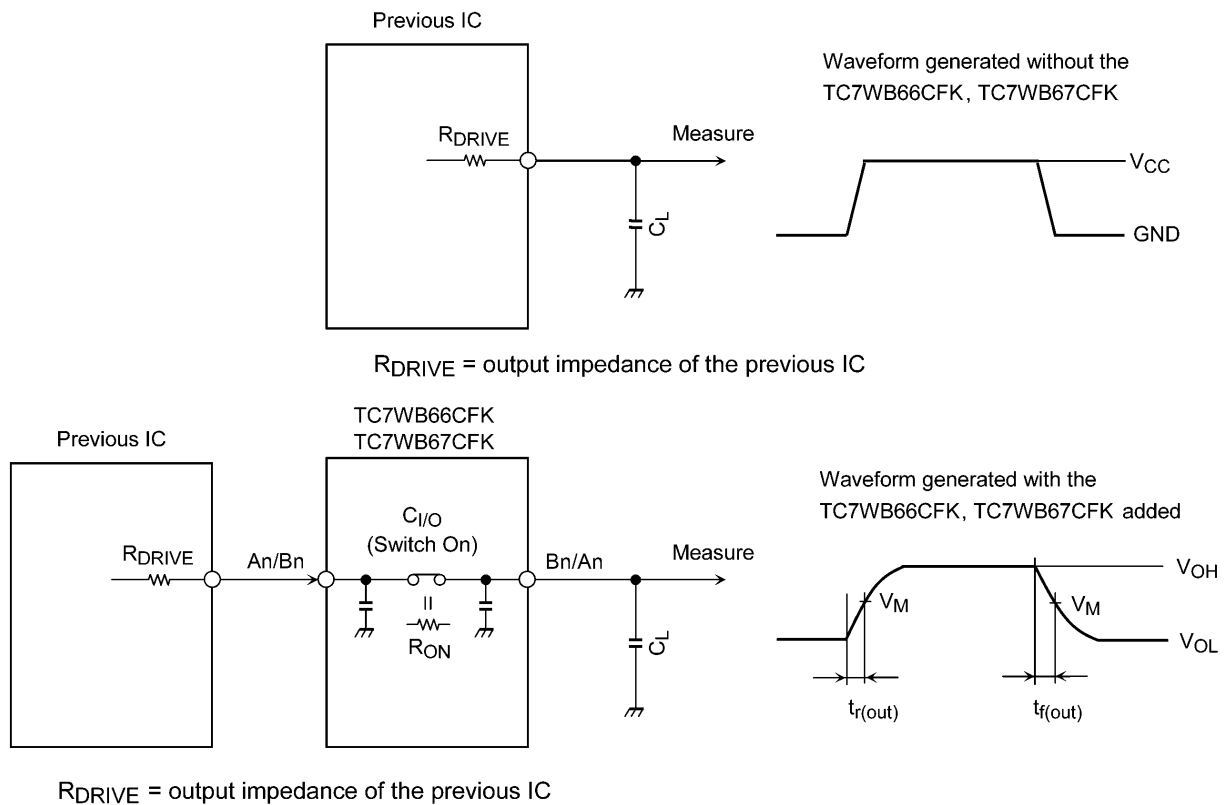 Previous IC
Waveform generated without the
TC7WB66CFK, TC7WB67CFK
RDRIVE
Measure
VCC
CL
GND
RDRIVE = output impedance of the previous IC
TC7WB66CFK
TC7WB67CFK
Previous IC
Waveform generated with the
TC7WB66CFK, TC7WB67CFK added
CI/O
(Switch On)
RDRIVE
An/Bn
Bn/An
Measure
VOH
VM
VM
RON
CL
VOL
tr(out)
tf(out)
RDRIVE = output impedance of the previous IC